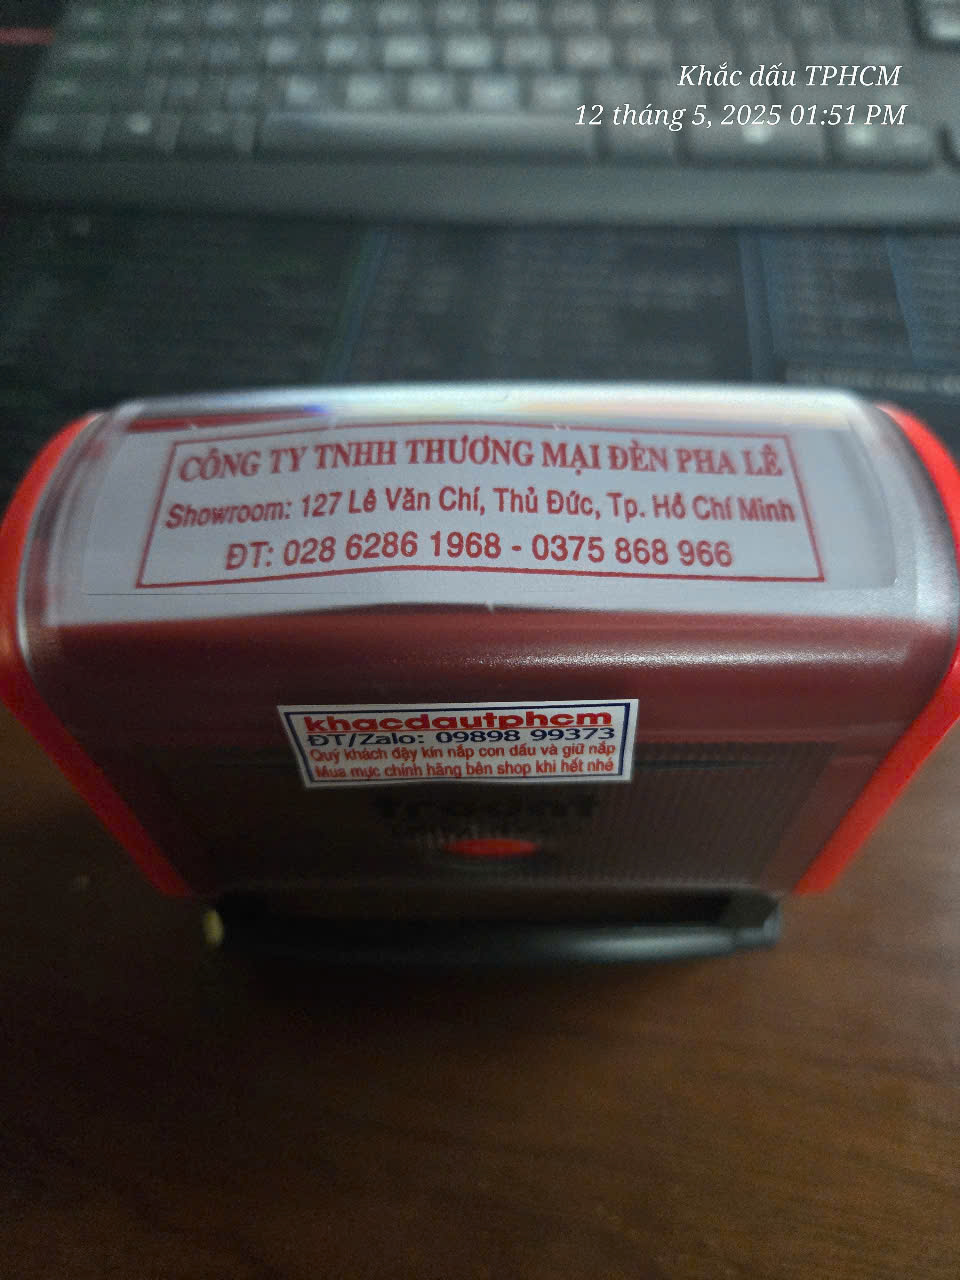 Khắc dấu TPHCM
12 tháng 5, 2025 01:51 PM
CÔNG TY TNHH THƯƠNG MẠI ĐÈN PHA LÊ
Showroom: 127 Lê Văn Chí, Thủ Đức, Tp. Hồ Chí Minh
ĐT: 028 6286 1968 - 0375 868 966
khacdautphcm
ĐT/Zalo: 09898 99373
Quý khách đậy kín nắp con dấu và giữ nắp
Mua mực chính hãng bên shop khi hết nhé
trodat